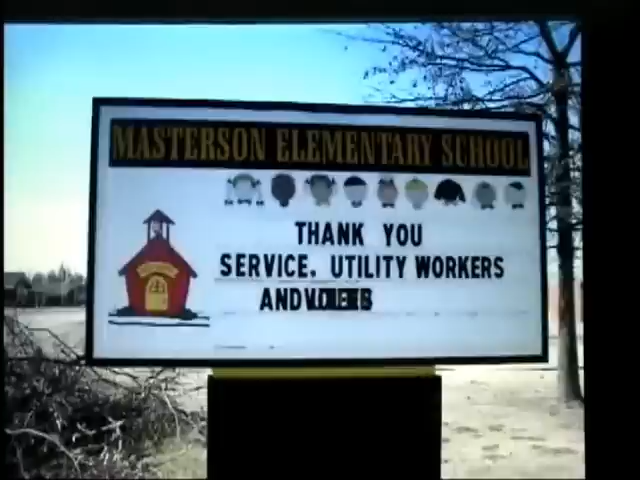 MASTERSON ELEMENTARY SCHOOL
THANK YOU
SERVICE. UTILITY WORKERS
AND